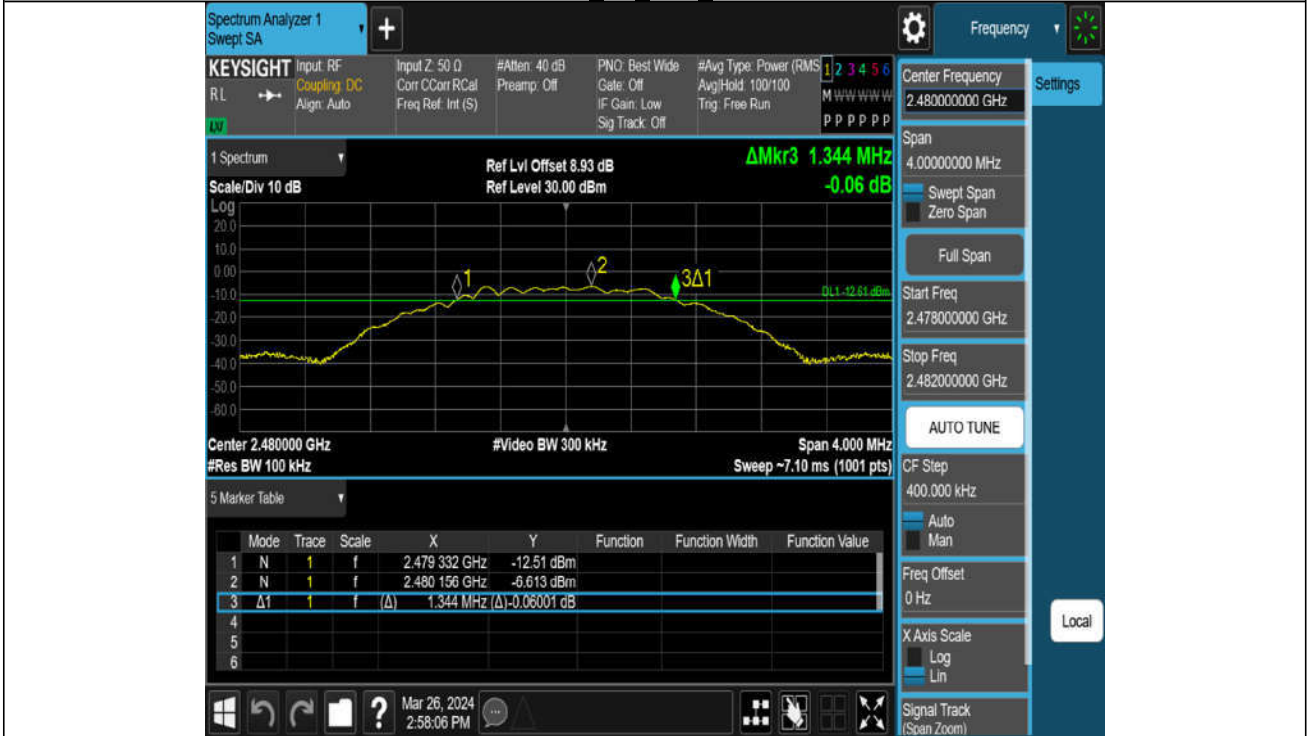 Spectrum Analyzer 1
Swept SA
+
Frequency
KEYSIGHT
RL
LXI
Input: RF
Coupling: DC
Align: Auto
Input Z: 50 Ω
Corr CCorr RCal
Freq Ref: Int (S)
#Atten: 40 dB
Preamp: Off
PNO: Best Wide
Gate: Off
IF Gain: Low
Sig Track: Off
#Avg Type: Power (RMS
Avg|Hold: 100/100
Trig: Free Run
1 2 3 4 5 6
M W W W W W
P P P P P P
1 Spectrum
Scale/Div 10 dB
Ref Lvl Offset 8.93 dB
Ref Level 30.00 dBm
ΔMkr3 1.344 MHz
-0.06 dB
Log
20.0
10.0
0.00
-10.0
-20.0
-30.0
-40.0
-50.0
-60.0
1
2
3Δ1
DL1 -12.61 dBm
Center 2.480000 GHz
#Video BW 300 kHz
Span 4.000 MHz
#Res BW 100 kHz
Sweep ~7.10 ms (1001 pts)
5 Marker Table
Mode Trace Scale X Y Function Function Width Function Value
1 N 1 f 2.479 332 GHz -12.51 dBm
2 N 1 f 2.480 156 GHz -6.613 dBm
3 Δ1 1 f (Δ) 1.344 MHz (Δ) -0.06001 dB
4
5
6
?
Mar 26, 2024
2:58:06 PM
Center Frequency
2.480000000 GHz
Span
4.00000000 MHz
Swept Span
Zero Span
Full Span
Start Freq
2.478000000 GHz
Stop Freq
2.482000000 GHz
AUTO TUNE
CF Step
400.000 kHz
Auto
Man
Freq Offset
0 Hz
X Axis Scale
Log
Lin
Signal Track
(Span Zoom)
Settings
Local